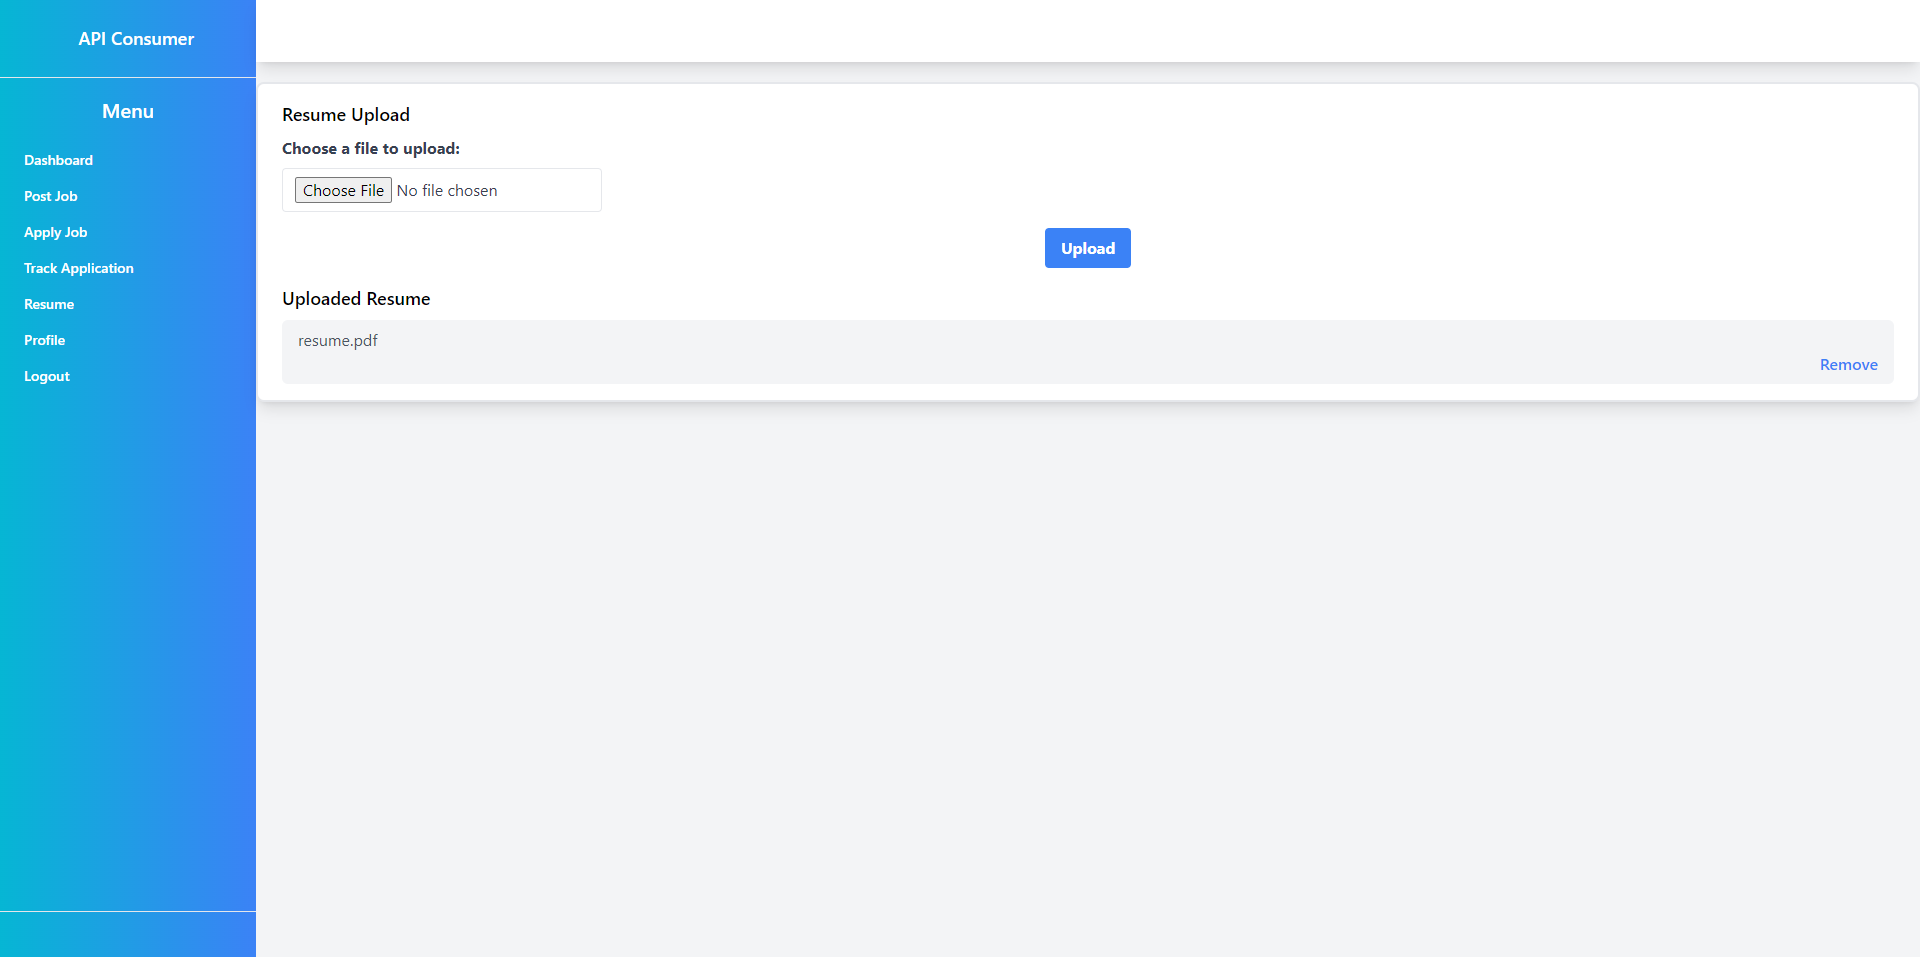 API Consumer
Menu
Dashboard
Post Job
Apply Job
Track Application
Resume
Profile
Logout
Resume Upload
Choose a file to upload:
Choose File No file chosen
Upload
Uploaded Resume
resume.pdf
Remove